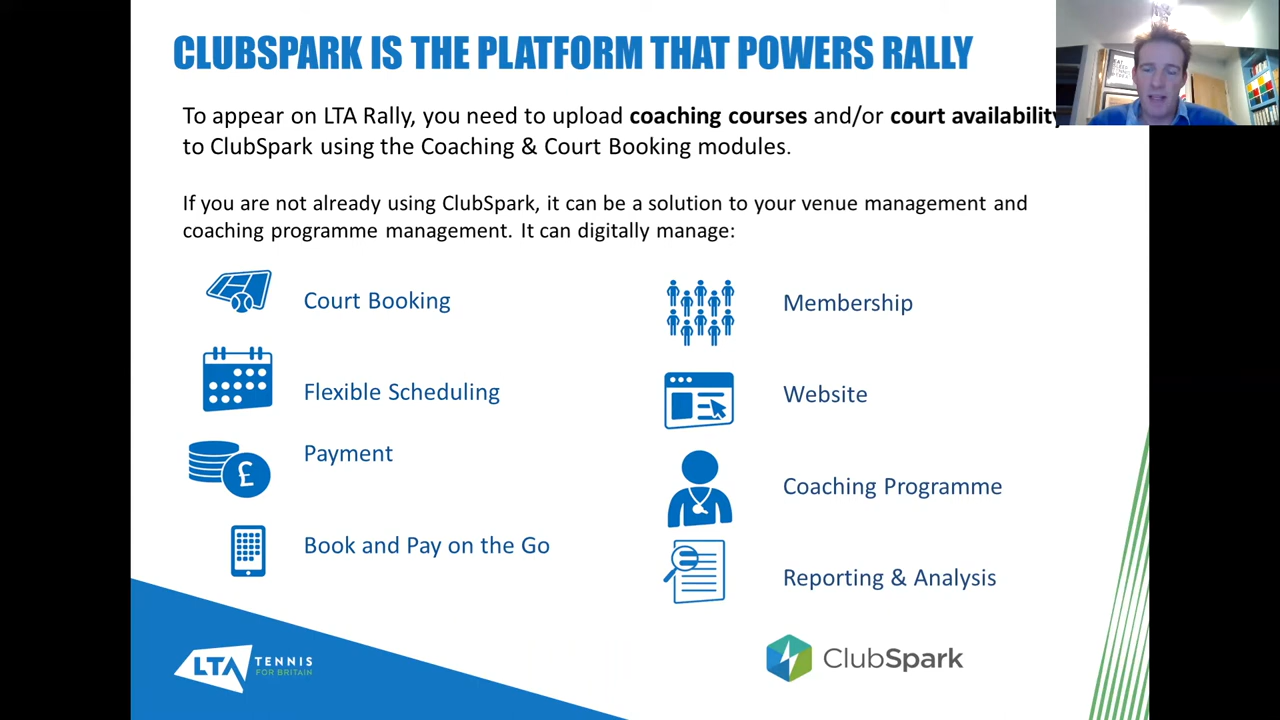 CLUBSPARK IS THE PLATFORM THAT POWERS RALLY
To appear on LTA Rally, you need to upload coaching courses and/or court availability
to ClubSpark using the Coaching & Court Booking modules.
If you are not already using ClubSpark, it can be a solution to your venue management and
coaching programme management. It can digitally manage:
Court Booking
Flexible Scheduling
£
Payment
Book and Pay on the Go
Membership
Website
Coaching Programme
Reporting & Analysis
LTA TENNIS
FOR BRITAIN
ClubSpark